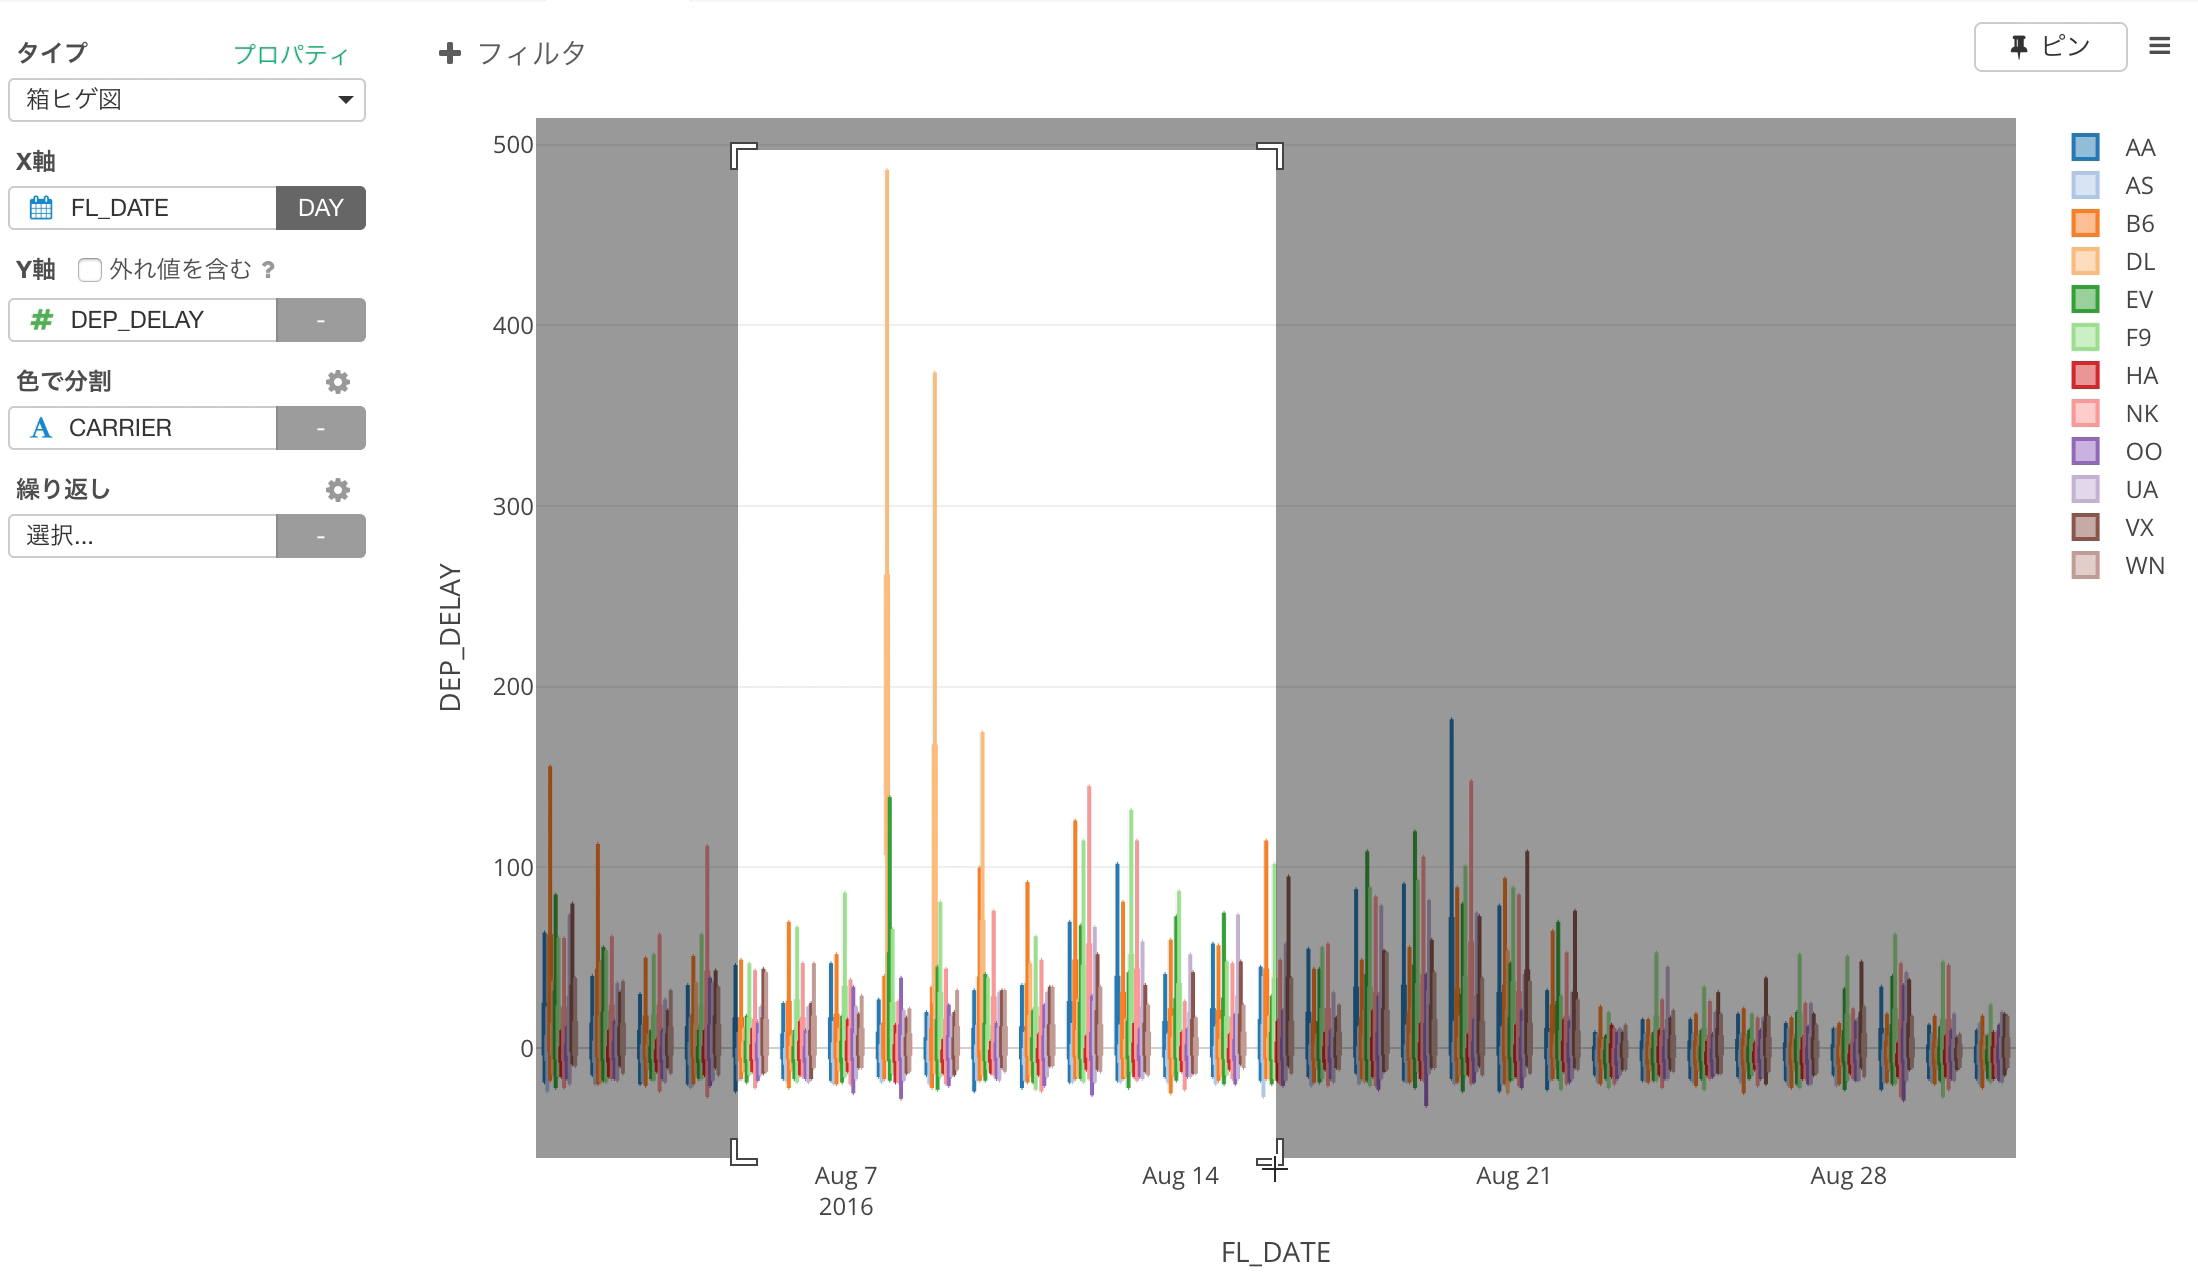 タイプ プロパティ
箱ヒゲ図
X軸
FL_DATE DAY
Y軸 外れ値を含む ?
# DEP_DELAY -
色で分割
A CARRIER -
繰り返し
選択... -
+ フィルタ
ピン
500
400
300
200
100
0
DEP_DELAY
Aug 7
2016
Aug 14
Aug 21
Aug 28
FL_DATE
AA
AS
B6
DL
EV
F9
HA
NK
OO
UA
VX
WN